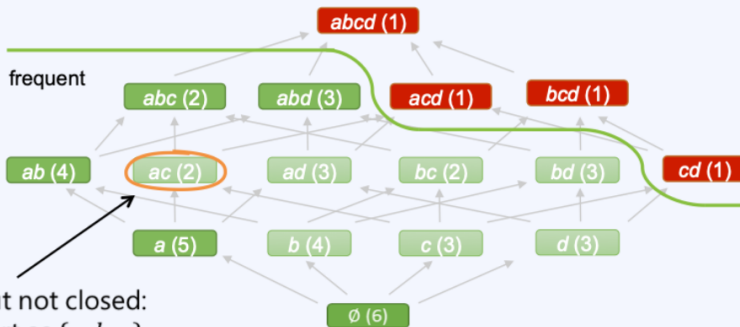 abcd (1)
frequent
abc (2) abd (3) acd (1) bcd (1)
ab (4) ac (2) ad (3) bc (2) bd (3) cd (1)
a (5) b (4) c (3) d (3)
not closed:
∅ (6)